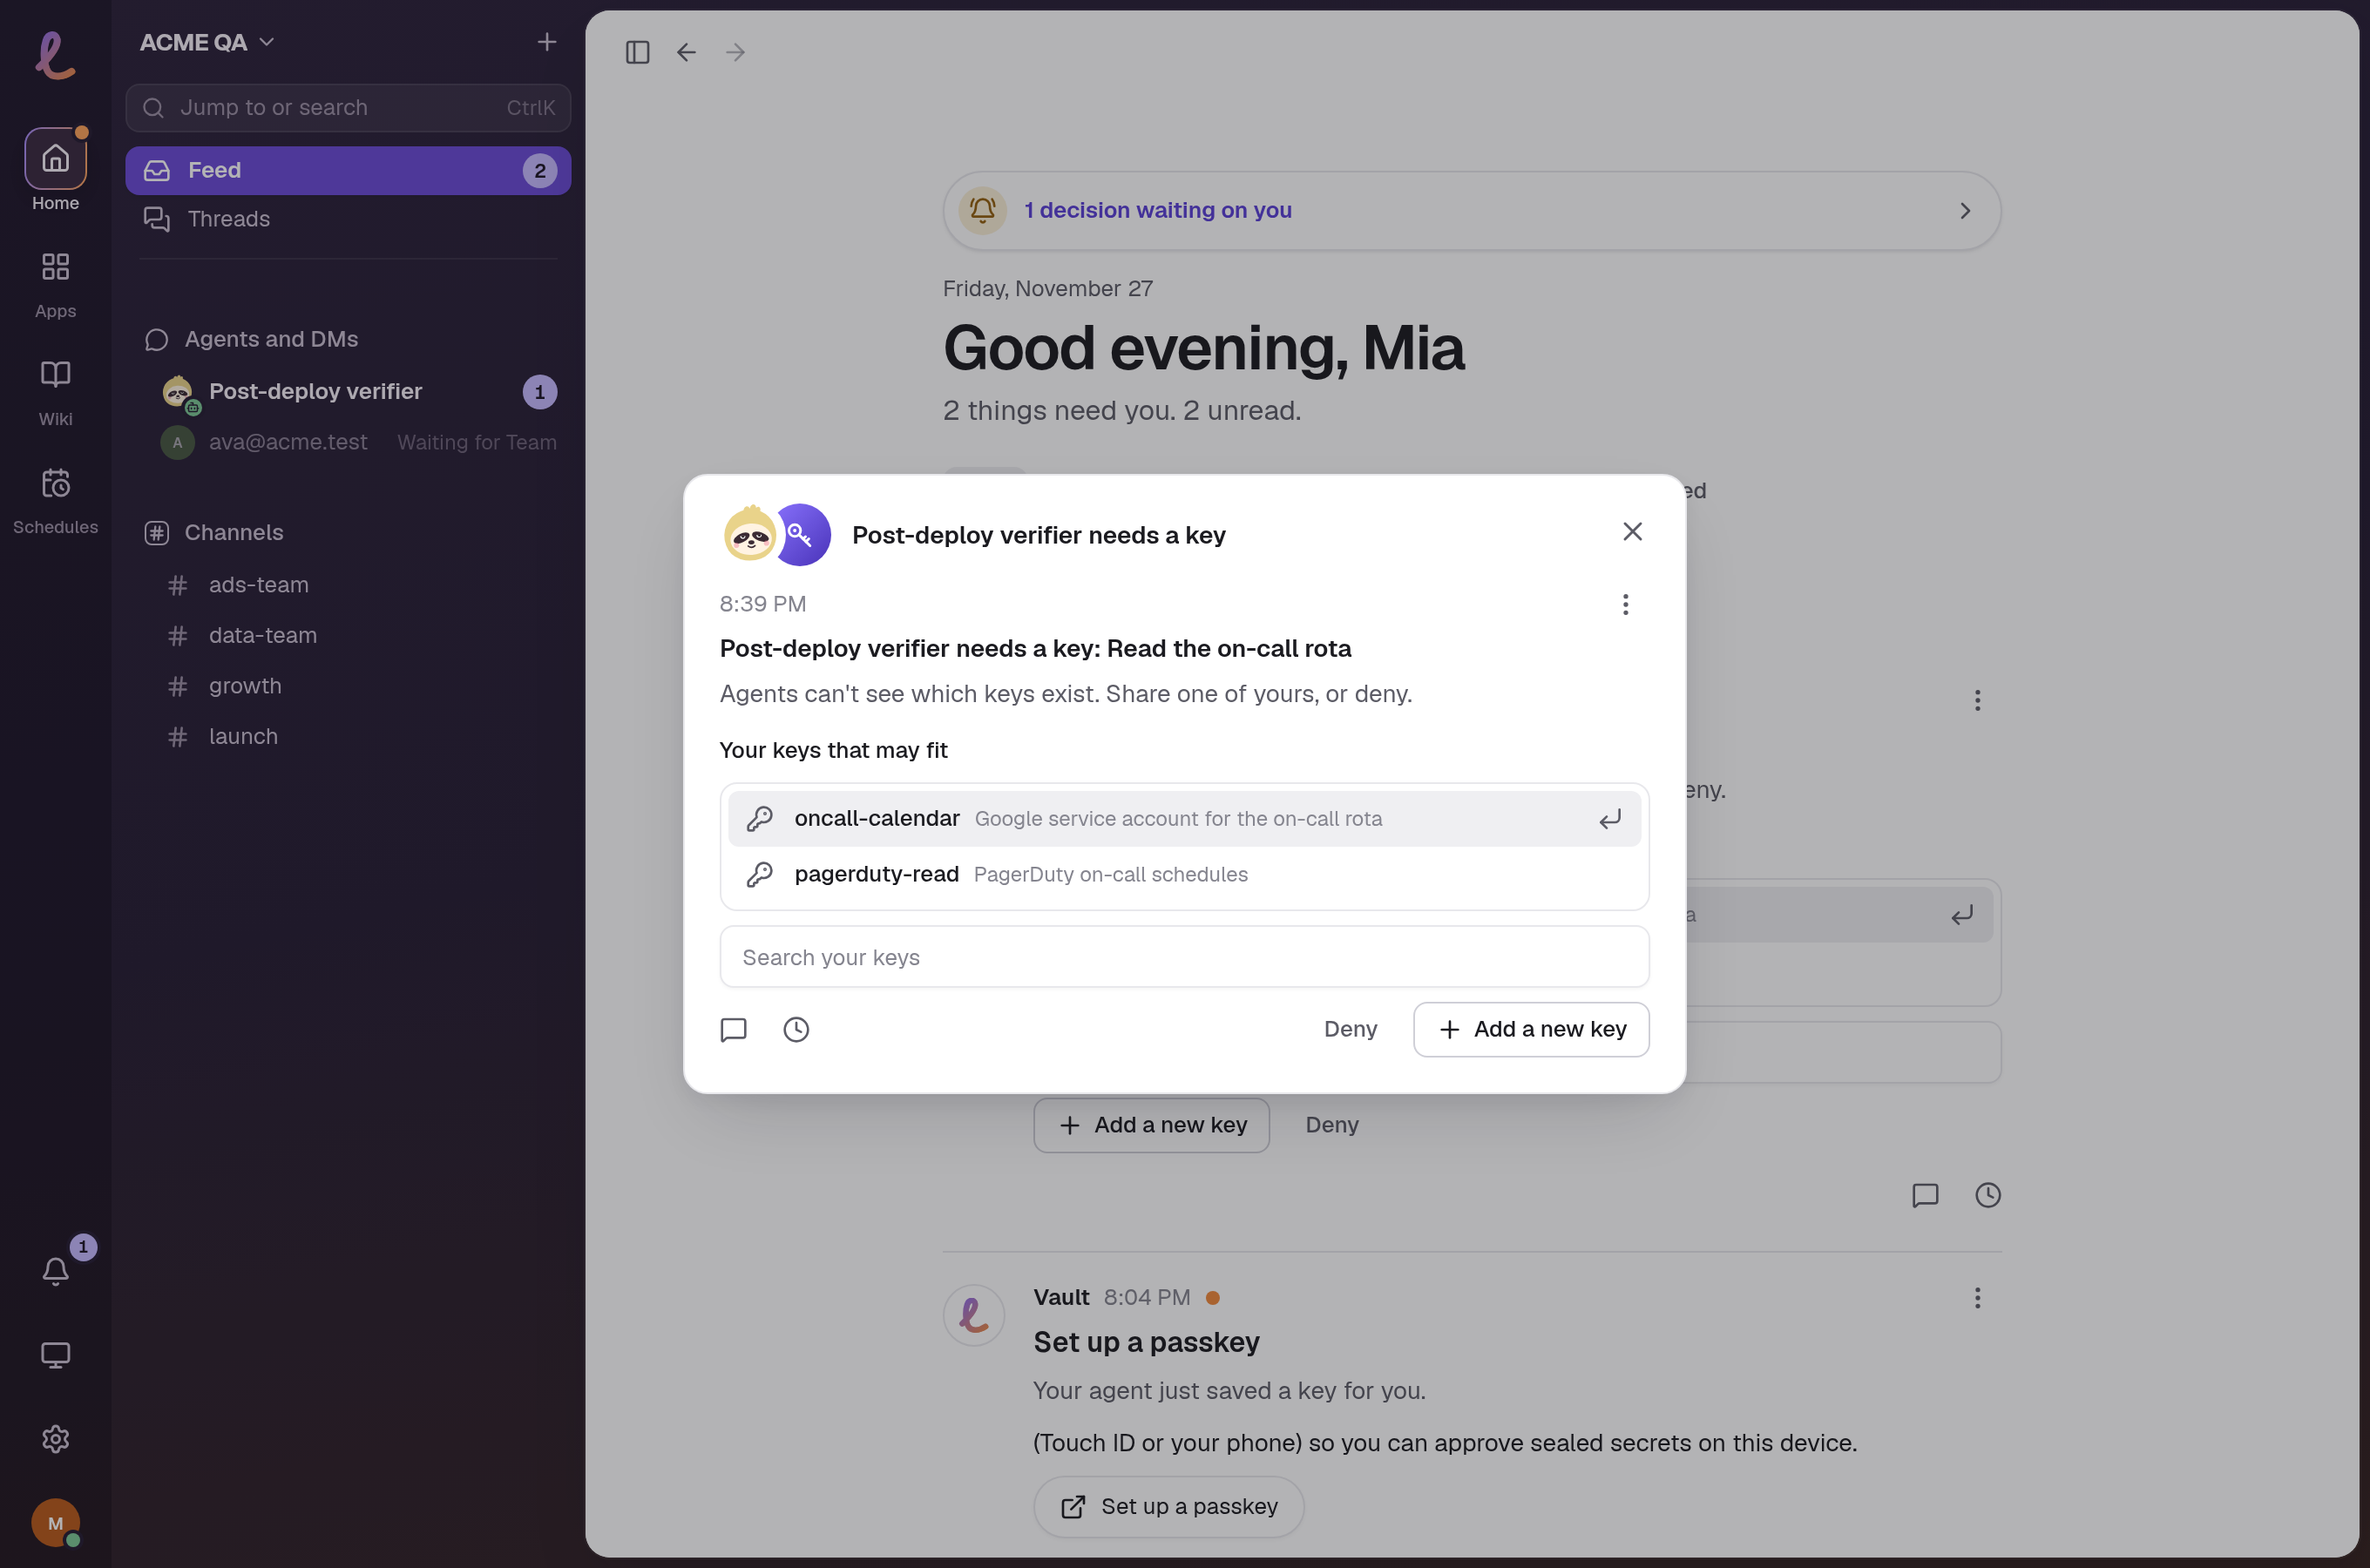 ACME QA
Jump to or search CtrlK
Feed 2
Threads
Home
Apps
Wiki
Schedules
Agents and DMs
Post-deploy verifier 1
A ava@acme.test Waiting for Team
Channels
ads-team
data-team
growth
launch
1
M
1 decision waiting on you
Friday, November 27
Good evening, Mia
2 things need you. 2 unread.
ed
Post-deploy verifier needs a key
8:39 PM
Post-deploy verifier needs a key: Read the on-call rota
Agents can't see which keys exist. Share one of yours, or deny.
Your keys that may fit
oncall-calendar Google service account for the on-call rota
pagerduty-read PagerDuty on-call schedules
Search your keys
Deny
Add a new key
eny.
a
Add a new key
Deny
Vault 8:04 PM
Set up a passkey
Your agent just saved a key for you.
(Touch ID or your phone) so you can approve sealed secrets on this device.
Set up a passkey